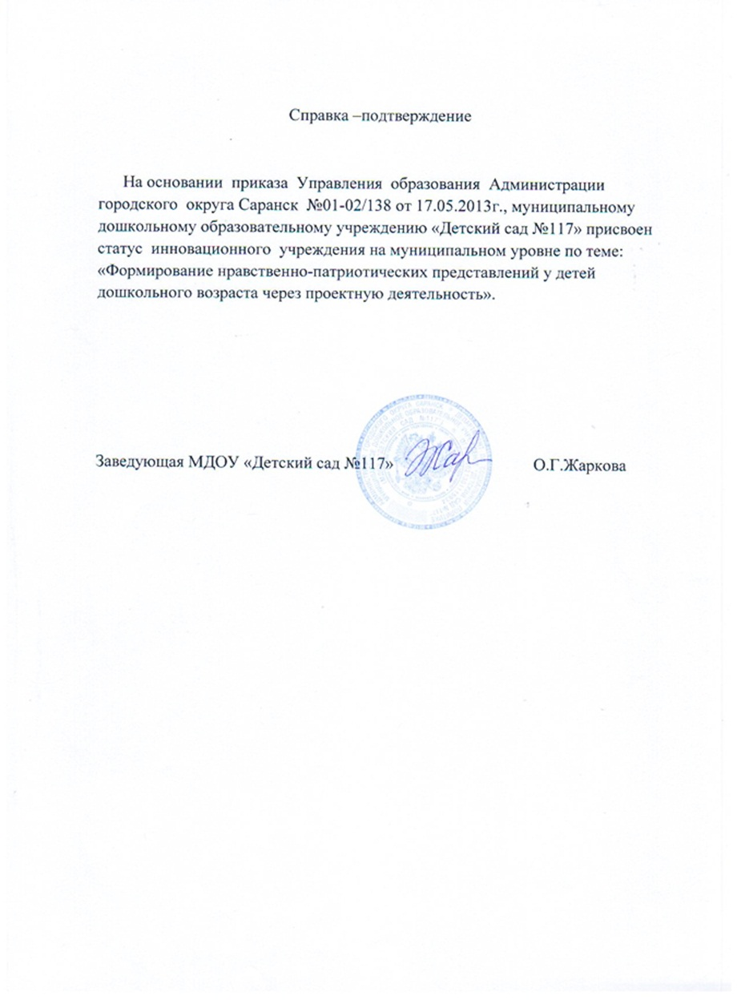 Справка –подтверждение
На основании приказа Управления образования Администрации
городского округа Саранск №01-02/138 от 17.05.2013г., муниципальному
дошкольному образовательному учреждению «Детский сад №117» присвоен
статус инновационного учреждения на муниципальном уровне по теме:
«Формирование нравственно-патриотических представлений у детей
дошкольного возраста через проектную деятельность».
Заведующая МДОУ «Детский сад №117» О.Г.Жаркова